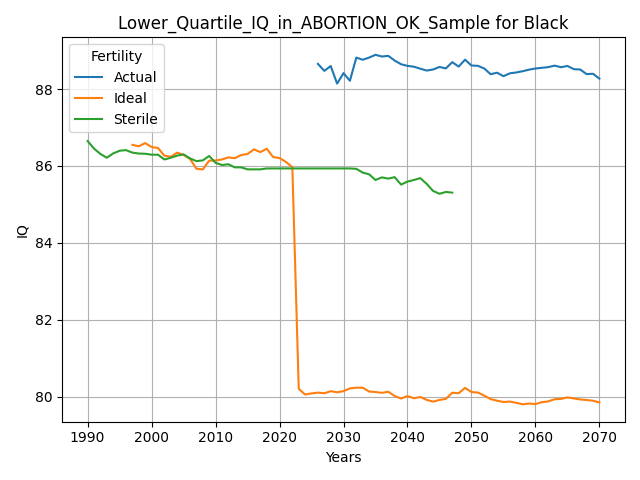 Lower_Quartile_IQ_in_ABORTION_OK_Sample for Black
Fertility
Actual
Ideal
Sterile
IQ
88
86
84
82
80
1990 2000 2010 2020 2030 2040 2050 2060 2070
Years